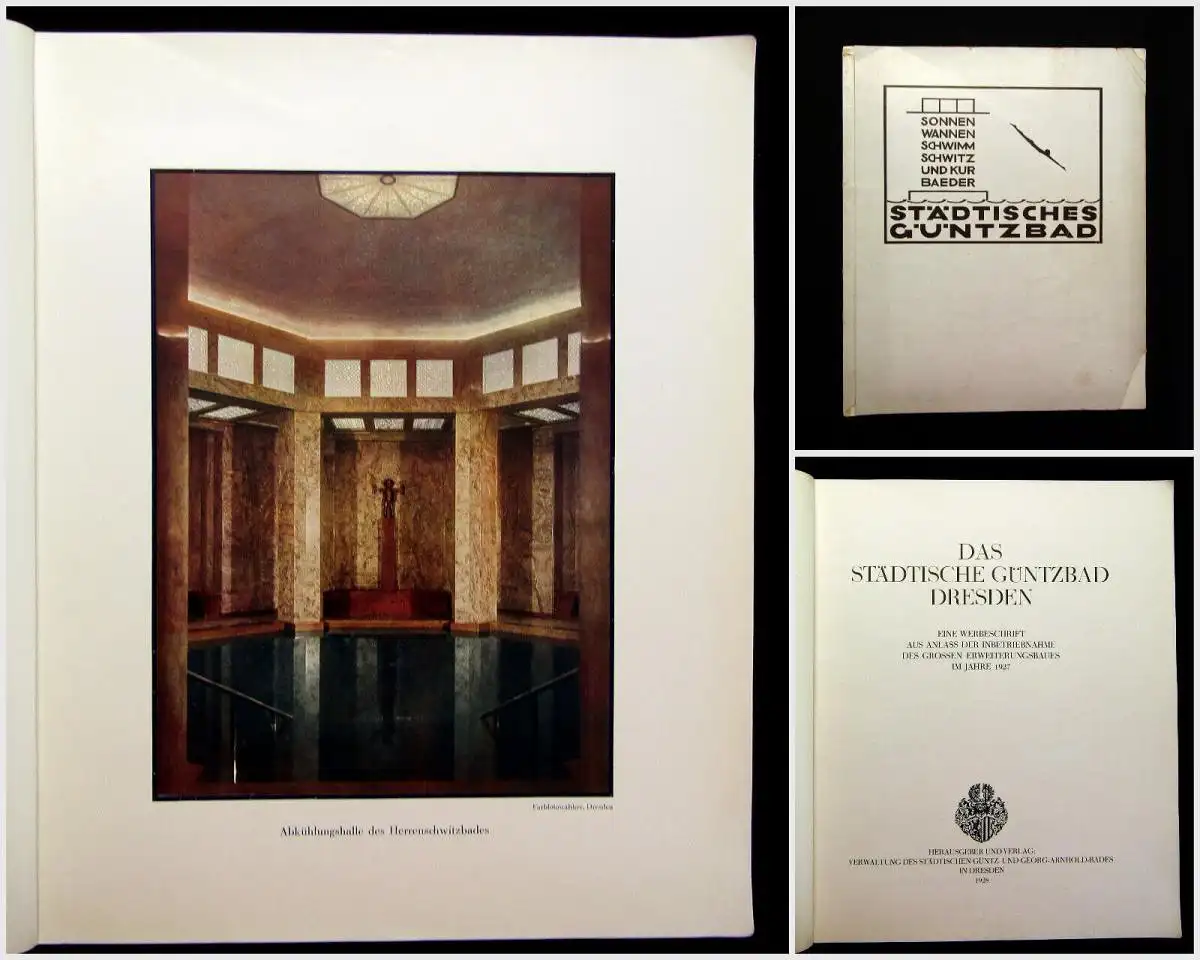 Abkühlungshalle des Herrenschwitzbades
SONNEN
WANNEN
SCHWIMM
SCHWITZ
UND KUR
BAEDER
STÄDTISCHES
GÜNTZBAD
DAS
STÄDTISCHE GÜNTZBAD
DRESDEN
EINE WERBESCHRIFT
AUS ANLASS DER INBETRIEBNAHME
DES GROSSEN ERWEITERUNGSBAUES
IM JAHRE 1927
HERAUSGEBER UND VERLAG:
VERWALTUNG DES STÄDTISCHEN GÜNTZ- UND GEORG-ARNHOLD-BADES
IN DRESDEN
1928